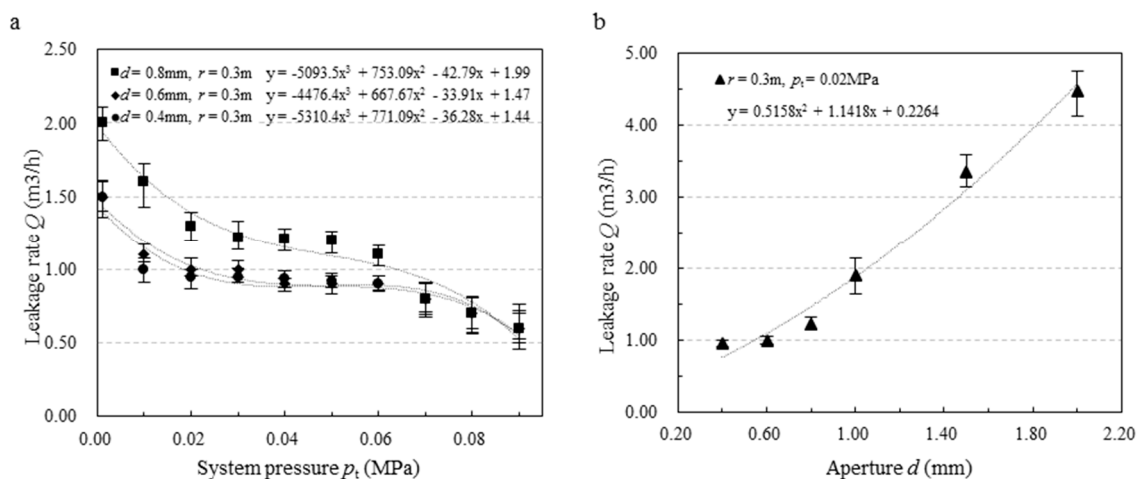 a
2.50
2.00
1.50
1.00
0.50
0.00
Leakage rate Q (m3/h)
d = 0.8mm, r = 0.3m y = -5093.5x³ + 753.09x² - 42.79x + 1.99
d = 0.6mm, r = 0.3m y = -4476.4x³ + 667.67x² - 33.91x + 1.47
d = 0.4mm, r = 0.3m y = -5310.4x³ + 771.09x² - 36.28x + 1.44
0.00 0.02 0.04 0.06 0.08
System pressure pt (MPa)
b
5.00
4.00
3.00
2.00
1.00
0.00
Leakage rate Q (m3/h)
r = 0.3m, pt = 0.02MPa
y = 0.5158x² + 1.1418x + 0.2264
0.20 0.60 1.00 1.40 1.80 2.20
Aperture d (mm)